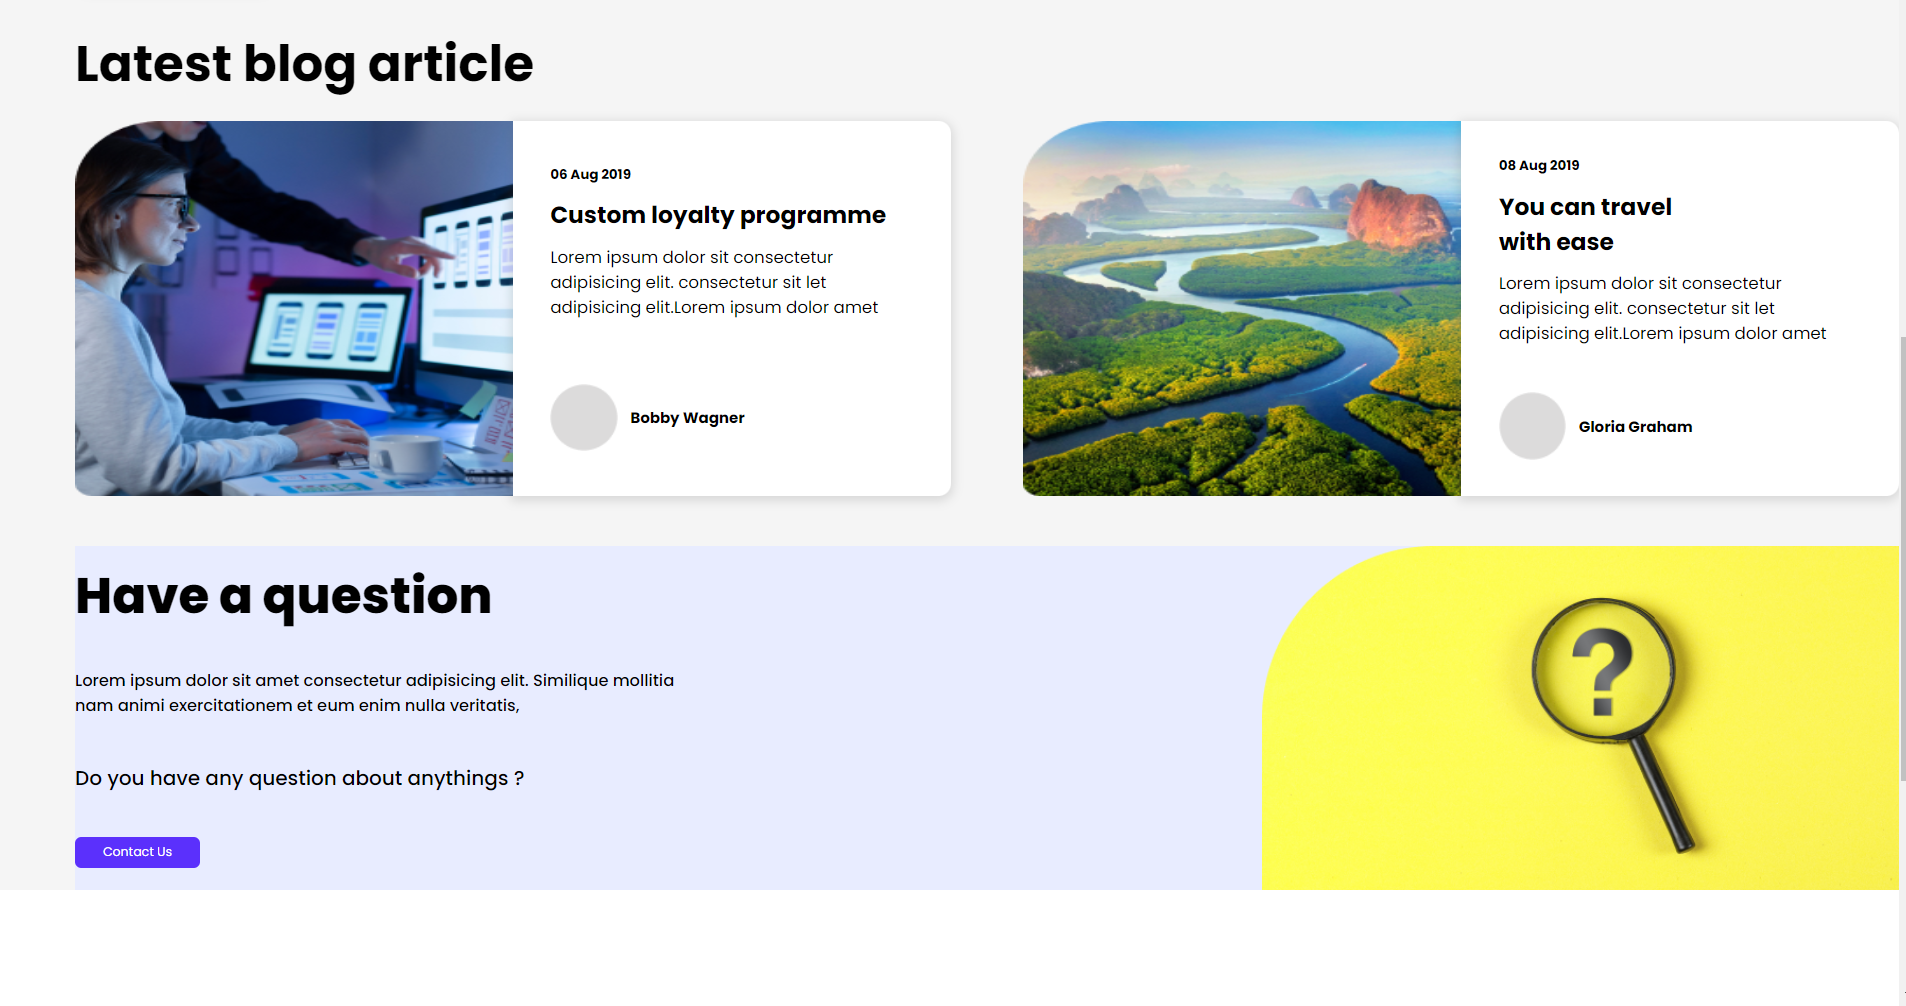 Latest blog article
06 Aug 2019
Custom loyalty programme
Lorem ipsum dolor sit consectetur
adipisicing elit. consectetur sit let
adipisicing elit.Lorem ipsum dolor amet
Bobby Wagner
08 Aug 2019
You can travel
with ease
Lorem ipsum dolor sit consectetur
adipisicing elit. consectetur sit let
adipisicing elit.Lorem ipsum dolor amet
Gloria Graham
Have a question
Lorem ipsum dolor sit amet consectetur adipisicing elit. Similique mollitia
nam animi exercitationem et eum enim nulla veritatis,
Do you have any question about anythings ?
Contact Us
?